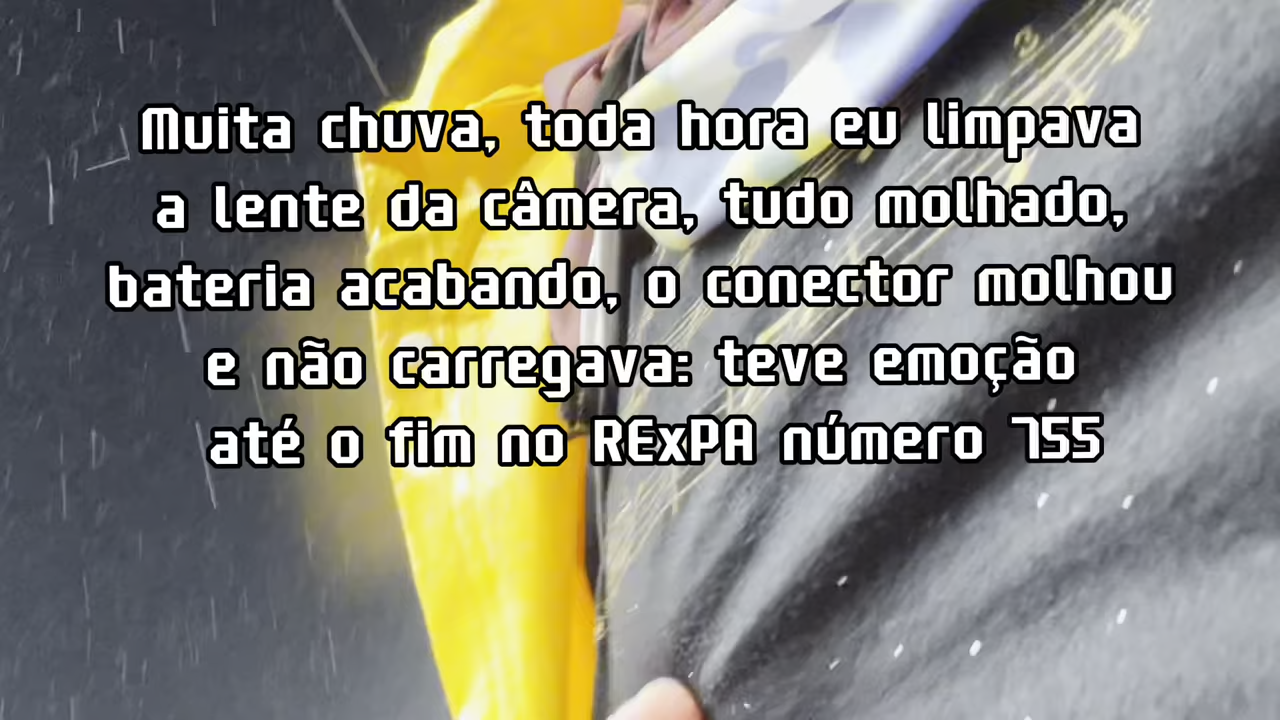 Muita chuva, toda hora eu limpava
a lente da câmera, tudo molhado,
bateria acabando, o conector molhou
e não carregava: teve emoção
até o fim no RExPA número 755